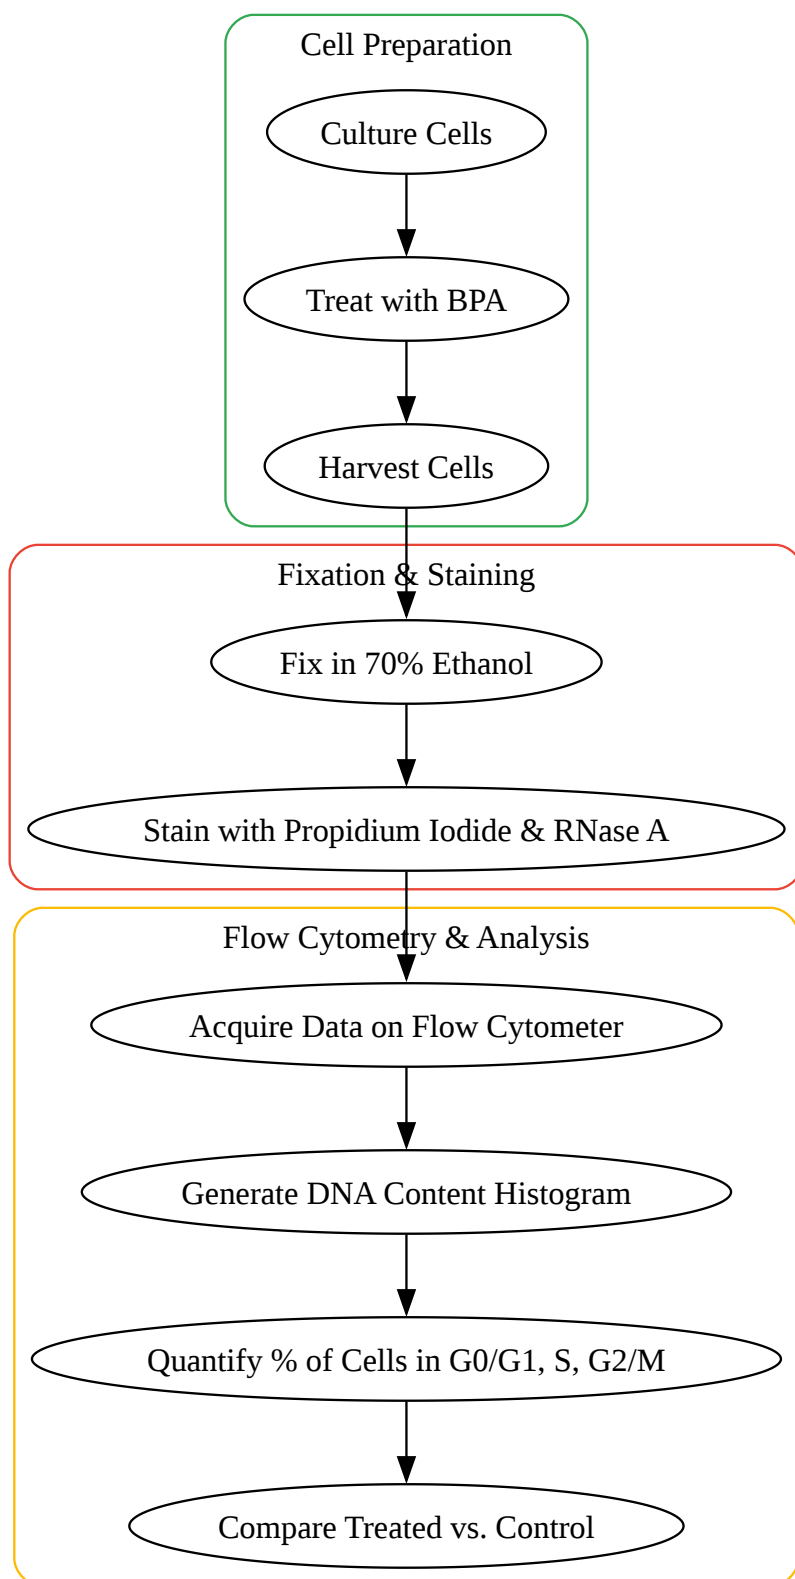 Cell Preparation
Culture Cells
Treat with BPA
Harvest Cells
Fixation & Staining
Fix in 70% Ethanol
Stain with Propidium Iodide & RNase A
Flow Cytometry & Analysis
Acquire Data on Flow Cytometer
Generate DNA Content Histogram
Quantify % of Cells in G0/G1, S, G2/M
Compare Treated vs. Control